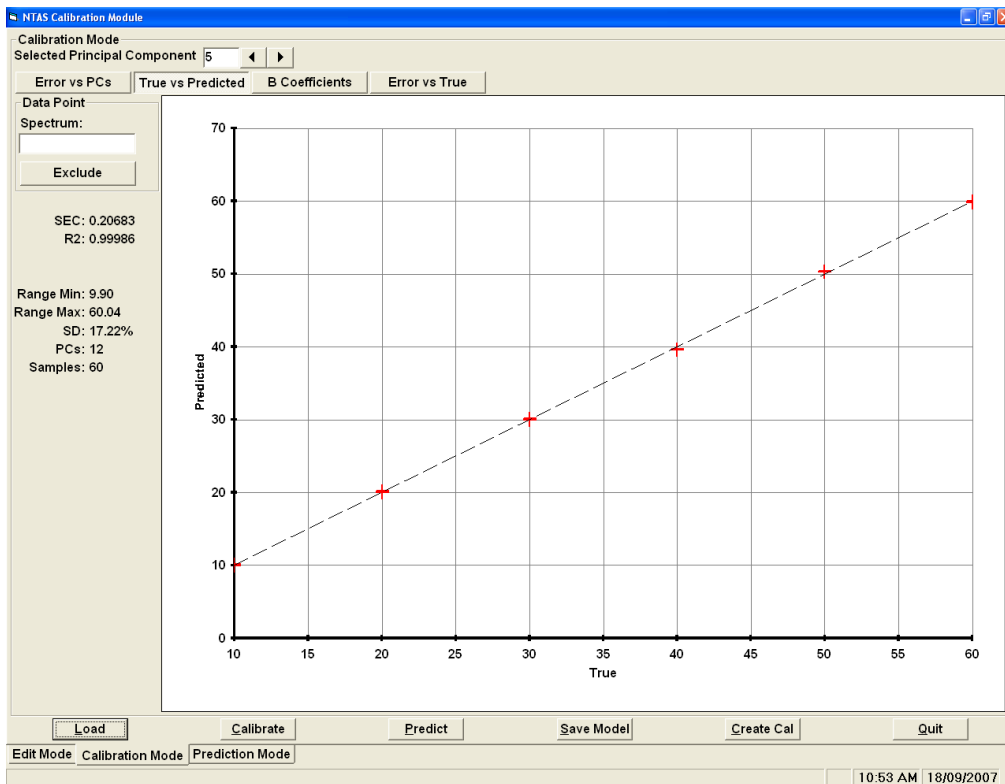 NTAS Calibration Module
Calibration Mode
Selected Principal Component 5
Error vs PCs True vs Predicted B Coefficients Error vs True
Data Point
Spectrum:
Exclude
SEC: 0.20683
R2: 0.99986
Range Min: 9.90
Range Max: 60.04
SD: 17.22%
PCs: 12
Samples: 60
70
60
50
40
30
20
10
0
Predicted
10 15 20 25 30 35 40 45 50 55 60
True
Load Calibrate Predict Save Model Create Cal Quit
Edit Mode Calibration Mode Prediction Mode
10:53 AM 18/09/2007